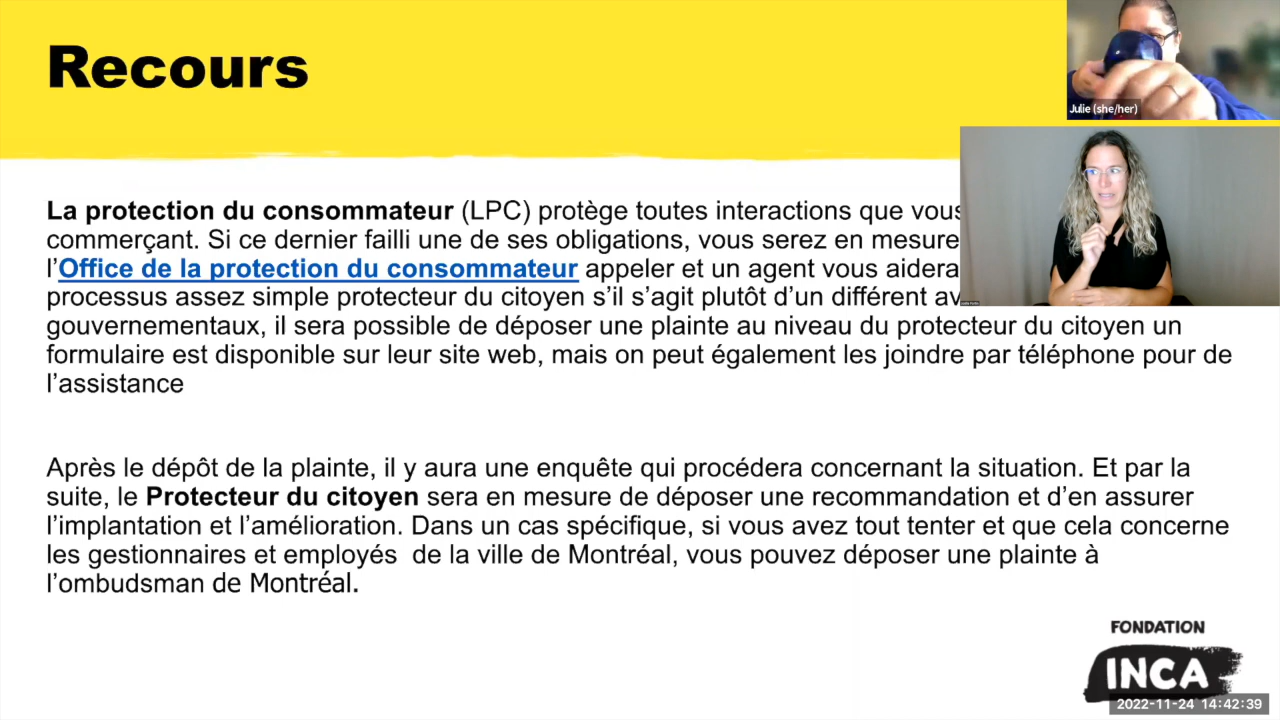 Recours
Julie (she/her)
La protection du consommateur (LPC) protège toutes interactions que vous
commerçant. Si ce dernier failli une de ses obligations, vous serez en mesure
l’Office de la protection du consommateur appeler et un agent vous aidera
processus assez simple protecteur du citoyen s’il s’agit plutôt d’un différent av
gouvernementaux, il sera possible de déposer une plainte au niveau du protecteur du citoyen un
formulaire est disponible sur leur site web, mais on peut également les joindre par téléphone pour de
l’assistance
Après le dépôt de la plainte, il y aura une enquête qui procédera concernant la situation. Et par la
suite, le Protecteur du citoyen sera en mesure de déposer une recommandation et d’en assurer
l’implantation et l’amélioration. Dans un cas spécifique, si vous avez tout tenter et que cela concerne
les gestionnaires et employés  de la ville de Montréal, vous pouvez déposer une plainte à
l’ombudsman de Montréal.
FONDATION
INCA
2022-11-24 14:42:39